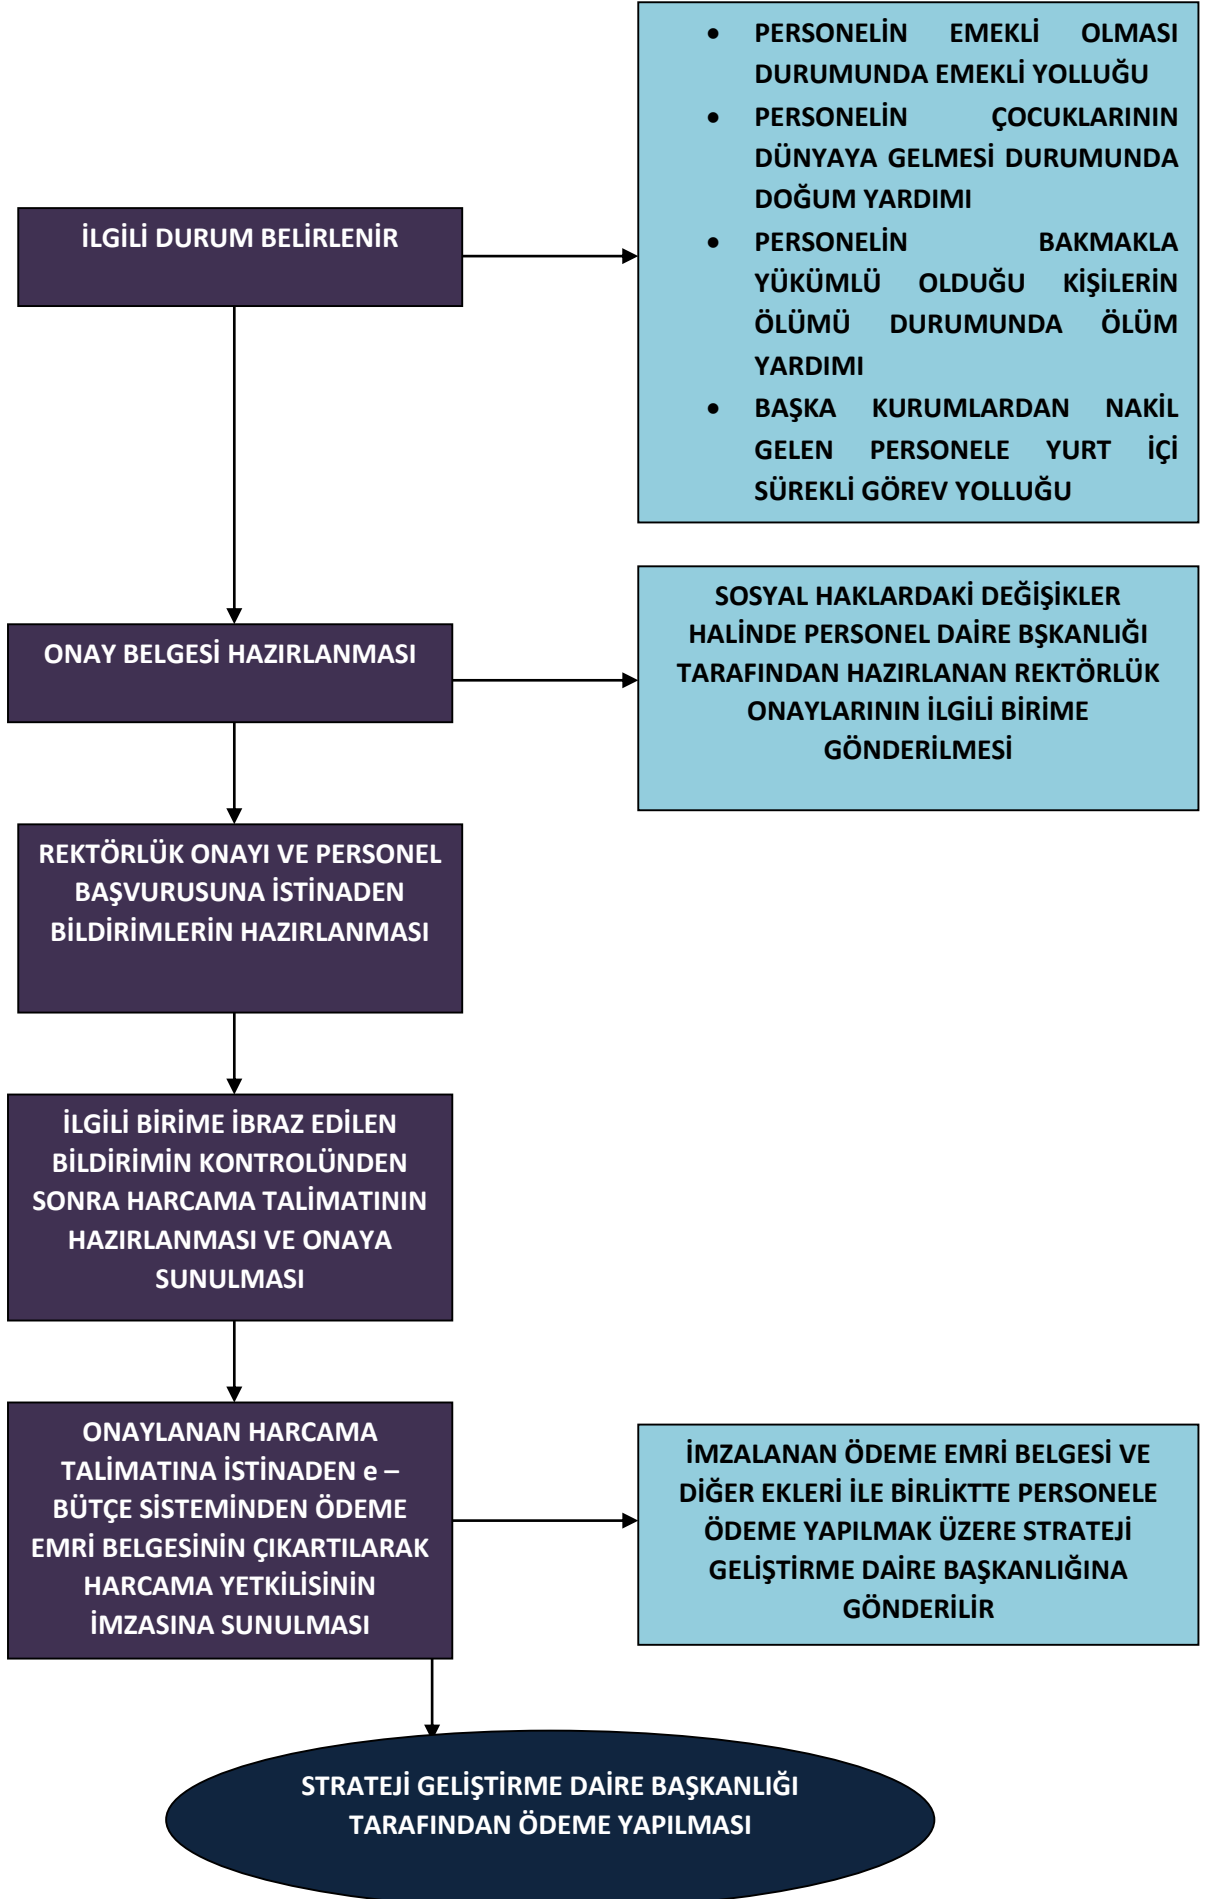 • PERSONELİN EMEKLİ OLMASI
DURUMUNDA EMEKLİ YOLLUĞU
• PERSONELİN ÇOCUKLARININ
DÜNYAYA GELMESİ DURUMUNDA
DOĞUM YARDIMI
• PERSONELİN BAKMAKLA
YÜKÜMLÜ OLDUĞU KİŞİLERİN
ÖLÜMÜ DURUMUNDA ÖLÜM
YARDIMI
• BAŞKA KURUMLARDAN NAKİL
GELEN PERSONELE YURT İÇİ
SÜREKLİ GÖREV YOLLUĞU
İLGİLİ DURUM BELİRLENİR
ONAY BELGESİ HAZIRLANMASI
SOSYAL HAKLARDAKİ DEĞİŞİKLER
HALİNDE PERSONEL DAİRE BŞKANLIĞI
TARAFINDAN HAZIRLANAN REKTÖRLÜK
ONAYLARININ İLGİLİ BİRİME
GÖNDERİLMESİ
REKTÖRLÜK ONAYI VE PERSONEL
BAŞVURUSUNA İSTİNADEN
BİLDİRİMLERİN HAZIRLANMASI
İLGİLİ BİRİME İBRAZ EDİLEN
BİLDİRİMİN KONTROLÜNDEN
SONRA HARCAMA TALİMATININ
HAZIRLANMASI VE ONAYA
SUNULMASI
ONAYLANAN HARCAMA
TALİMATINA İSTİNADEN e –
BÜTÇE SİSTEMİNDEN ÖDEME
EMRİ BELGESİNİN ÇIKARTILARAK
HARCAMA YETKİLİSİNİN
İMZASINA SUNULMASI
İMZALANAN ÖDEME EMRİ BELGESİ VE
DİĞER EKLERİ İLE BİRLİKTTE PERSONELE
ÖDEME YAPILMAK ÜZERE STRATEJİ
GELİŞTİRME DAİRE BAŞKANLIĞINA
GÖNDERİLİR
STRATEJİ GELİŞTİRME DAİRE BAŞKANLIĞI
TARAFINDAN ÖDEME YAPILMASI